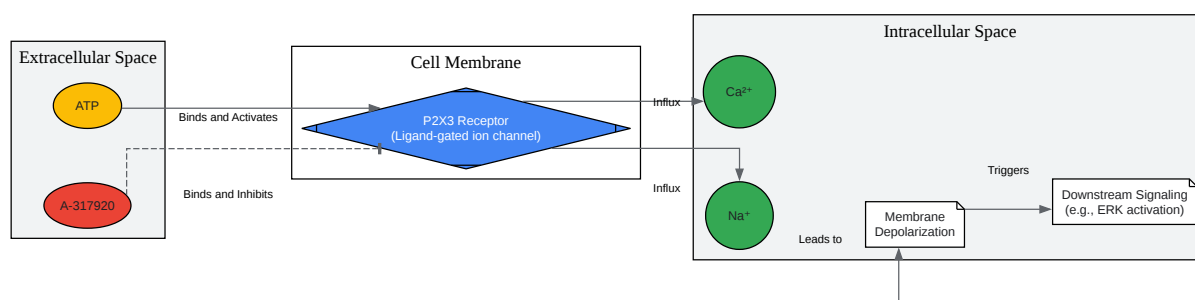 Extracellular Space
ATP
A-317920
Binds and Activates
Binds and Inhibits
Cell Membrane
P2X3 Receptor
(Ligand-gated ion channel)
Influx
Influx
Intracellular Space
Ca²⁺
Na⁺
Leads to
Membrane
Depolarization
Triggers
Downstream Signaling
(e.g., ERK activation)